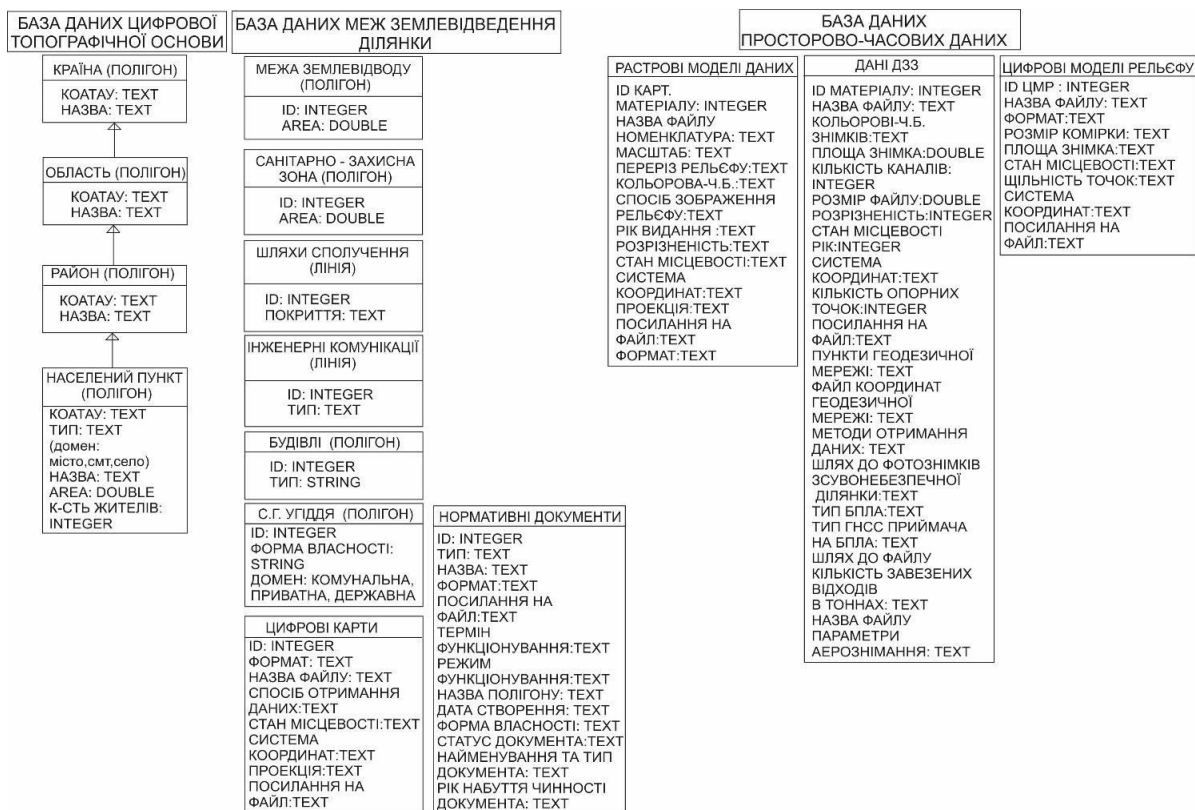 БАЗА ДАНИХ ЦИФРОВОЇ
ТОПОГРАФІЧНОЇ ОСНОВИ
КРАЇНА (ПОЛІГОН)
КОАТАУ: TEXT
НАЗВА: TEXT
ОБЛАСТЬ (ПОЛІГОН)
КОАТАУ: TEXT
НАЗВА: TEXT
РАЙОН (ПОЛІГОН)
КОАТАУ: TEXT
НАЗВА: TEXT
НАСЕЛЕНИЙ ПУНКТ
(ПОЛІГОН)
КОАТАУ: TEXT
ТИП: TEXT
(домен:
місто,смт,село)
НАЗВА: TEXT
AREA: DOUBLE
К-СТЬ ЖИТЕЛІВ:
INTEGER
БАЗА ДАНИХ МЕЖ ЗЕМЛЕВІДВЕДЕННЯ
ДІЛЯНКИ
МЕЖА ЗЕМЛЕВІДВОДУ
(ПОЛІГОН)
ID: INTEGER
AREA: DOUBLE
САНІТАРНО - ЗАХИСНА
ЗОНА (ПОЛІГОН)
ID: INTEGER
AREA: DOUBLE
ШЛЯХИ СПОЛУЧЕННЯ
(ЛІНІЯ)
ID: INTEGER
ПОКРИТТЯ: TEXT
ІНЖЕНЕРНІ КОМУНІКАЦІЇ
(ЛІНІЯ)
ID: INTEGER
ТИП: TEXT
БУДІВЛІ (ПОЛІГОН)
ID: INTEGER
ТИП: STRING
С.Г. УГІДДЯ (ПОЛІГОН)
ID: INTEGER
ФОРМА ВЛАСНОСТІ:
STRING
ДОМЕН: КОМУНАЛЬНА,
ПРИВАТНА, ДЕРЖАВНА
ЦИФРОВІ КАРТИ
ID: INTEGER
ФОРМАТ: TEXT
НАЗВА ФАЙЛУ: TEXT
СПОСІБ ОТРИМАННЯ
ДАНИХ:TEXT
СТАН МІСЦЕВОСТІ:TEXT
СИСТЕМА
КООРДИНАТ:TEXT
ПРОЕКЦІЯ:TEXT
ПОСИЛАННЯ НА
ФАЙЛ:TEXT
НОРМАТИВНІ ДОКУМЕНТИ
ID: INTEGER
ТИП: TEXT
НАЗВА: TEXT
ФОРМАТ:TEXT
ПОСИЛАННЯ НА
ФАЙЛ:TEXT
ТЕРМІН
ФУНКЦІОНУВАННЯ:TEXT
РЕЖИМ
ФУНКЦІОНУВАННЯ:TEXT
НАЗВА ПОЛІГОНУ: TEXT
ДАТА СТВОРЕННЯ: TEXT
ФОРМА ВЛАСНОСТІ: TEXT
СТАТУС ДОКУМЕНТА:TEXT
НАЙМЕНУВАННЯ ТА ТИП
ДОКУМЕНТА: TEXT
РІК НАБУТТЯ ЧИННОСТІ
ДОКУМЕНТА: TEXT
БАЗА ДАНИХ
ПРОСТОРОВО-ЧАСОВИХ ДАНИХ
РАСТРОВІ МОДЕЛІ ДАНИХ
ID КАРТ.
МАТЕРІАЛУ: INTEGER
НАЗВА ФАЙЛУ
НОМЕНКЛАТУРА: TEXT
МАСШТАБ: TEXT
ПЕРЕРІЗ РЕЛЬЄФУ:TEXT
КОЛЬОРОВА-Ч.Б.:TEXT
СПОСІБ ЗОБРАЖЕННЯ
РЕЛЬЄФУ:TEXT
РІК ВИДАННЯ :TEXT
РОЗРІЗНЕНІСТЬ:TEXT
СТАН МІСЦЕВОСТІ:TEXT
СИСТЕМА
КООРДИНАТ:TEXT
ПРОЕКЦІЯ:TEXT
ПОСИЛАННЯ НА
ФАЙЛ:TEXT
ФОРМАТ:TEXT
ДАНІ ДЗЗ
ID МАТЕРІАЛУ: INTEGER
НАЗВА ФАЙЛУ: TEXT
КОЛЬОРОВІ-Ч.Б.
ЗНІМКІВ:TEXT
ПЛОЩА ЗНІМКА:DOUBLE
КІЛЬКІСТЬ КАНАЛІВ:
INTEGER
РОЗМІР ФАЙЛУ:DOUBLE
РОЗРІЗНЕНІСТЬ:INTEGER
СТАН МІСЦЕВОСТІ
РІК:INTEGER
СИСТЕМА
КООРДИНАТ:TEXT
КІЛЬКІСТЬ ОПОРНИХ
ТОЧОК:INTEGER
ПОСИЛАННЯ НА
ФАЙЛ:TEXT
ПУНКТИ ГЕОДЕЗИЧНОЇ
МЕРЕЖІ: TEXT
ФАЙЛ КООРДИНАТ
ГЕОДЕЗИЧНОЇ
МЕРЕЖІ: TEXT
МЕТОДИ ОТРИМАННЯ
ДАНИХ: TEXT
ШЛЯХ ДО ФОТОЗНІМКІВ
ЗСУВОНЕБЕЗПЕЧНОЇ
ДІЛЯНКИ:TEXT
ТИП БПЛА:TEXT
ТИП ГНСС ПРИЙМАЧА
НА БПЛА: TEXT
ШЛЯХ ДО ФАЙЛУ
КІЛЬКІСТЬ ЗАВЕЗЕНИХ
ВІДХОДІВ
В ТОННАХ: TEXT
НАЗВА ФАЙЛУ
ПАРАМЕТРИ
АЕРОЗНІМАННЯ: TEXT
ЦИФРОВІ МОДЕЛІ РЕЛЬЄФУ
ID ЦМР : INTEGER
НАЗВА ФАЙЛУ: TEXT
ФОРМАТ:TEXT
РОЗМІР КОМІРКИ: TEXT
ПЛОЩА ЗНІМКА: TEXT
СТАН МІСЦЕВОСТІ:TEXT
ЩІЛЬНІСТЬ ТОЧОК:TEXT
СИСТЕМА
КООРДИНАТ:TEXT
ПОСИЛАННЯ НА
ФАЙЛ:TEXT